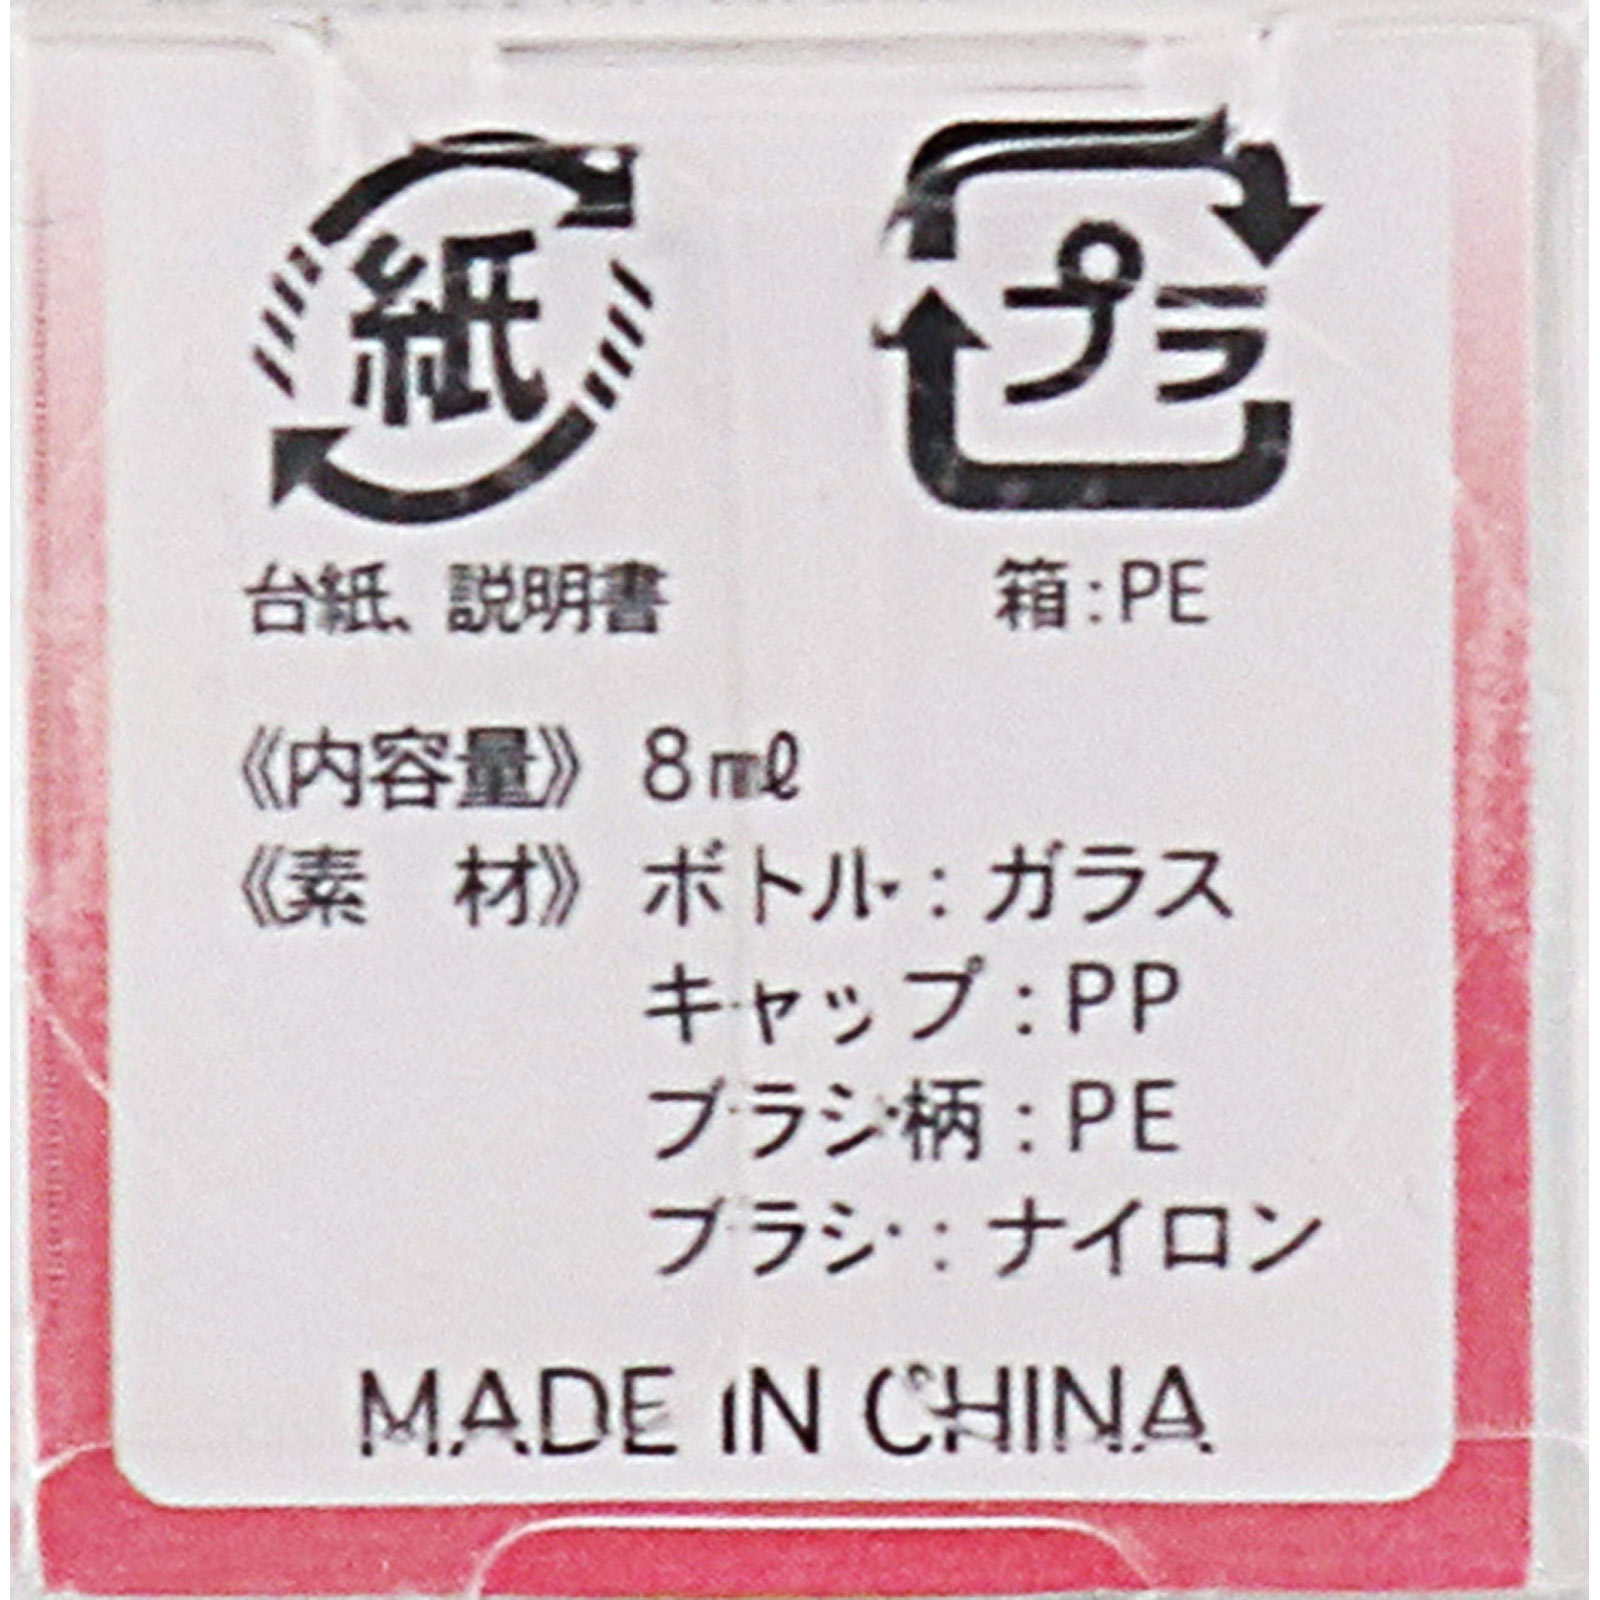 紙
プラ
台紙、説明書
箱:PE
《内容量》 8㎖
《素　材》 ボトル:ガラス
キャップ:PP
ブラシ柄:PE
ブラシ:ナイロン
MADE IN CHINA